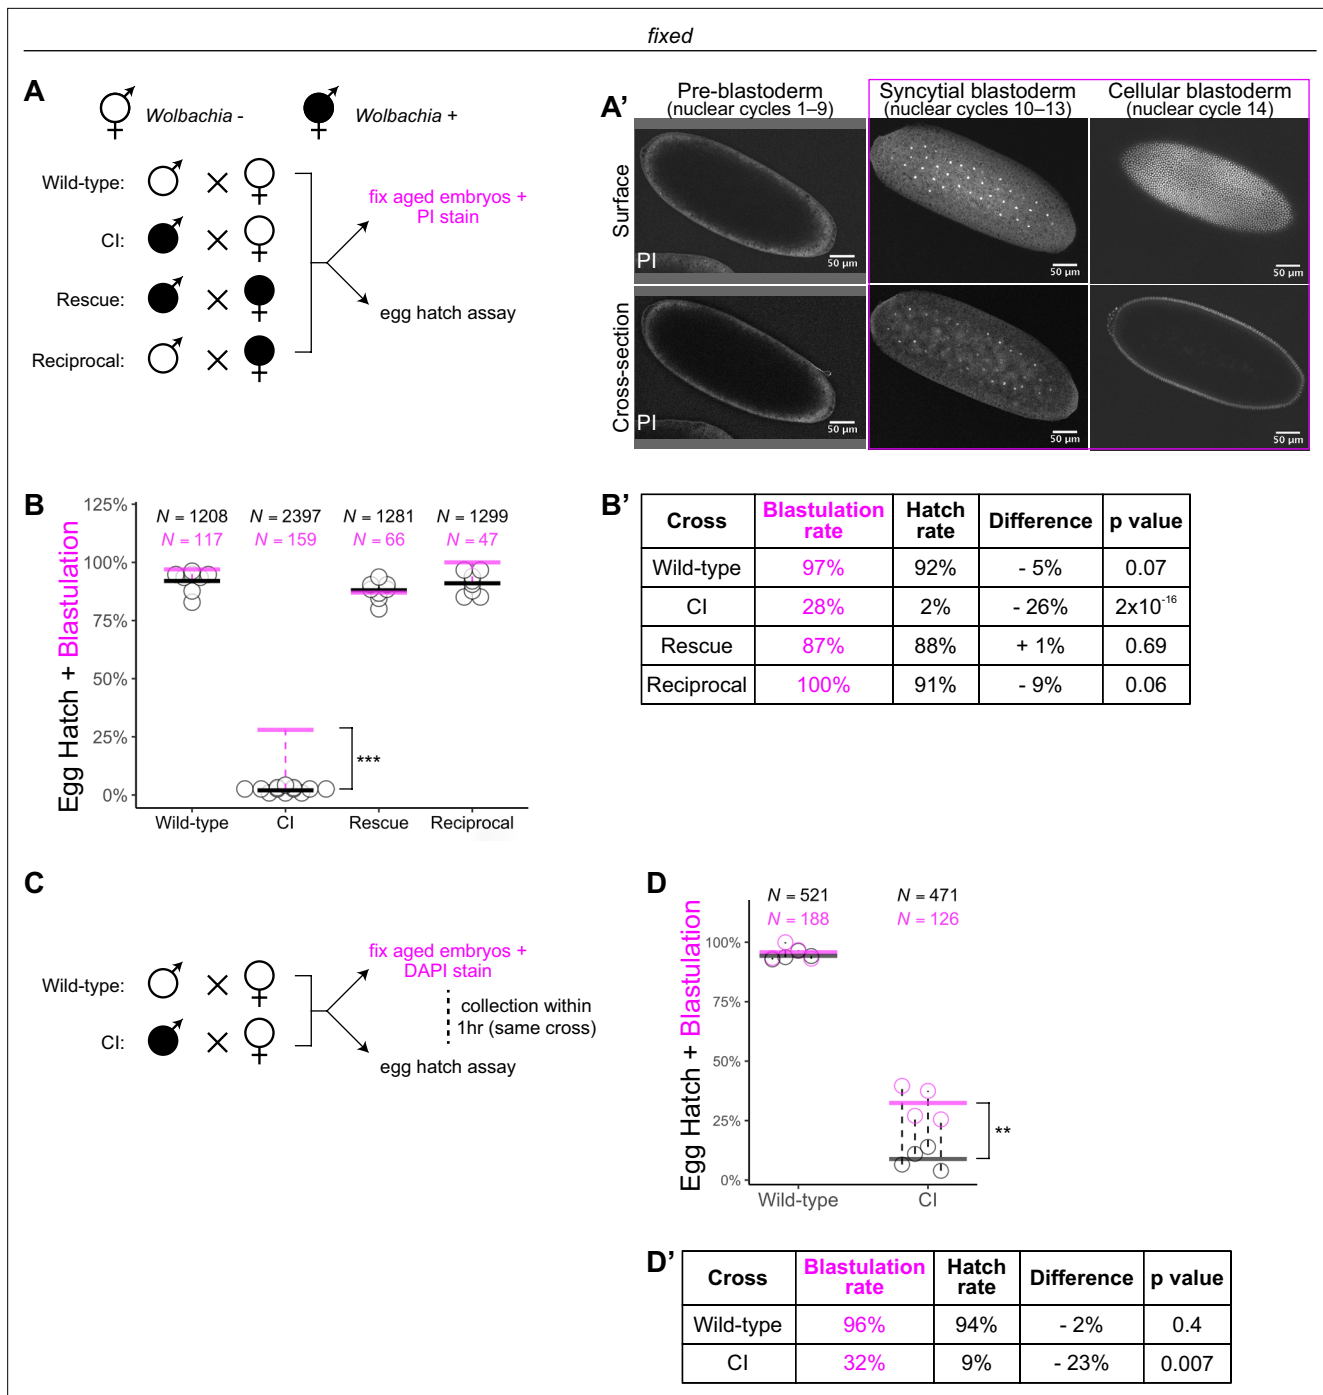 fixed
A
Wolbachia -
Wolbachia +
Wild-type:
CI:
Rescue:
Reciprocal:
fix aged embryos +
PI stain
egg hatch assay
A'
Pre-blastoderm
(nuclear cycles 1–9)
Syncytial blastoderm
(nuclear cycles 10–13)
Cellular blastoderm
(nuclear cycle 14)
Surface
Cross-section
PI
50 µm
50 µm
50 µm
PI
50 µm
50 µm
50 µm
B
Egg Hatch + Blastulation
125%
100%
75%
50%
25%
0%
N = 1208
N = 117
N = 2397
N = 159
N = 1281
N = 66
N = 1299
N = 47
***
Wild-type
CI
Rescue
Reciprocal
B'
Cross Blastulation rate Hatch rate Difference p value
Wild-type 97% 92% - 5% 0.07
CI 28% 2% - 26% 2x10⁻¹⁶
Rescue 87% 88% + 1% 0.69
Reciprocal 100% 91% - 9% 0.06
C
Wild-type:
CI:
fix aged embryos +
DAPI stain
collection within
1hr (same cross)
egg hatch assay
D
Egg Hatch + Blastulation
N = 521
N = 188
N = 471
N = 126
100%
75%
50%
25%
0%
**
Wild-type
CI
D'
Cross Blastulation rate Hatch rate Difference p value
Wild-type 96% 94% - 2% 0.4
CI 32% 9% - 23% 0.007